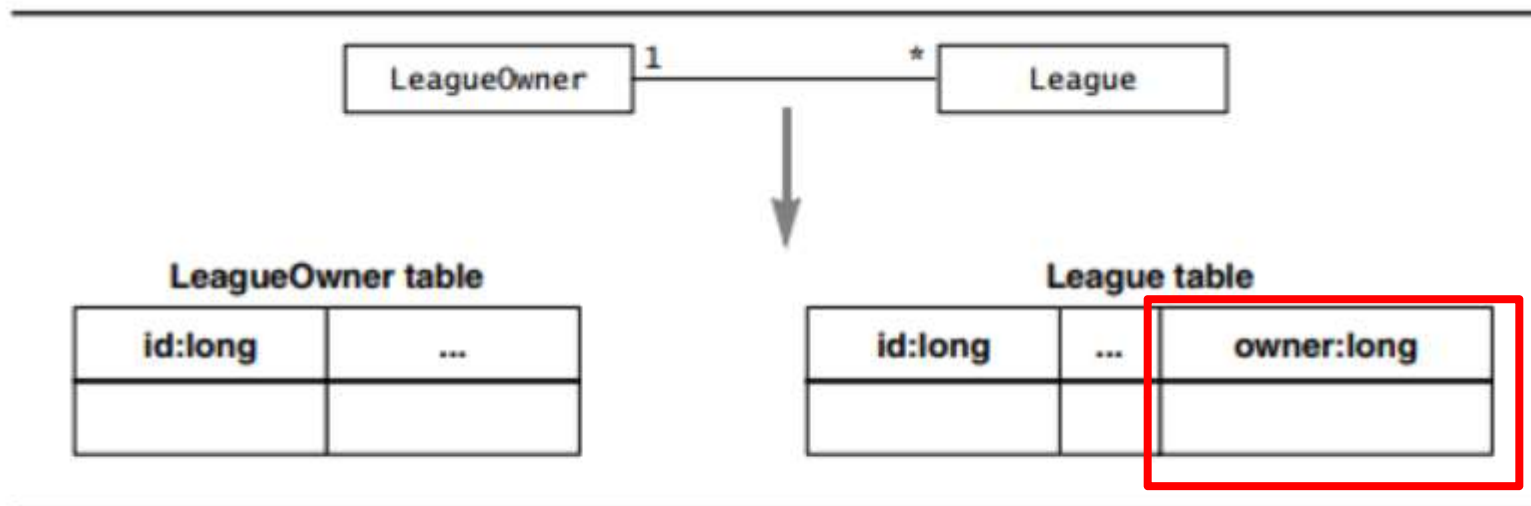 LeagueOwner 1 * League
LeagueOwner table
League table
id:long ...
id:long ... owner:long